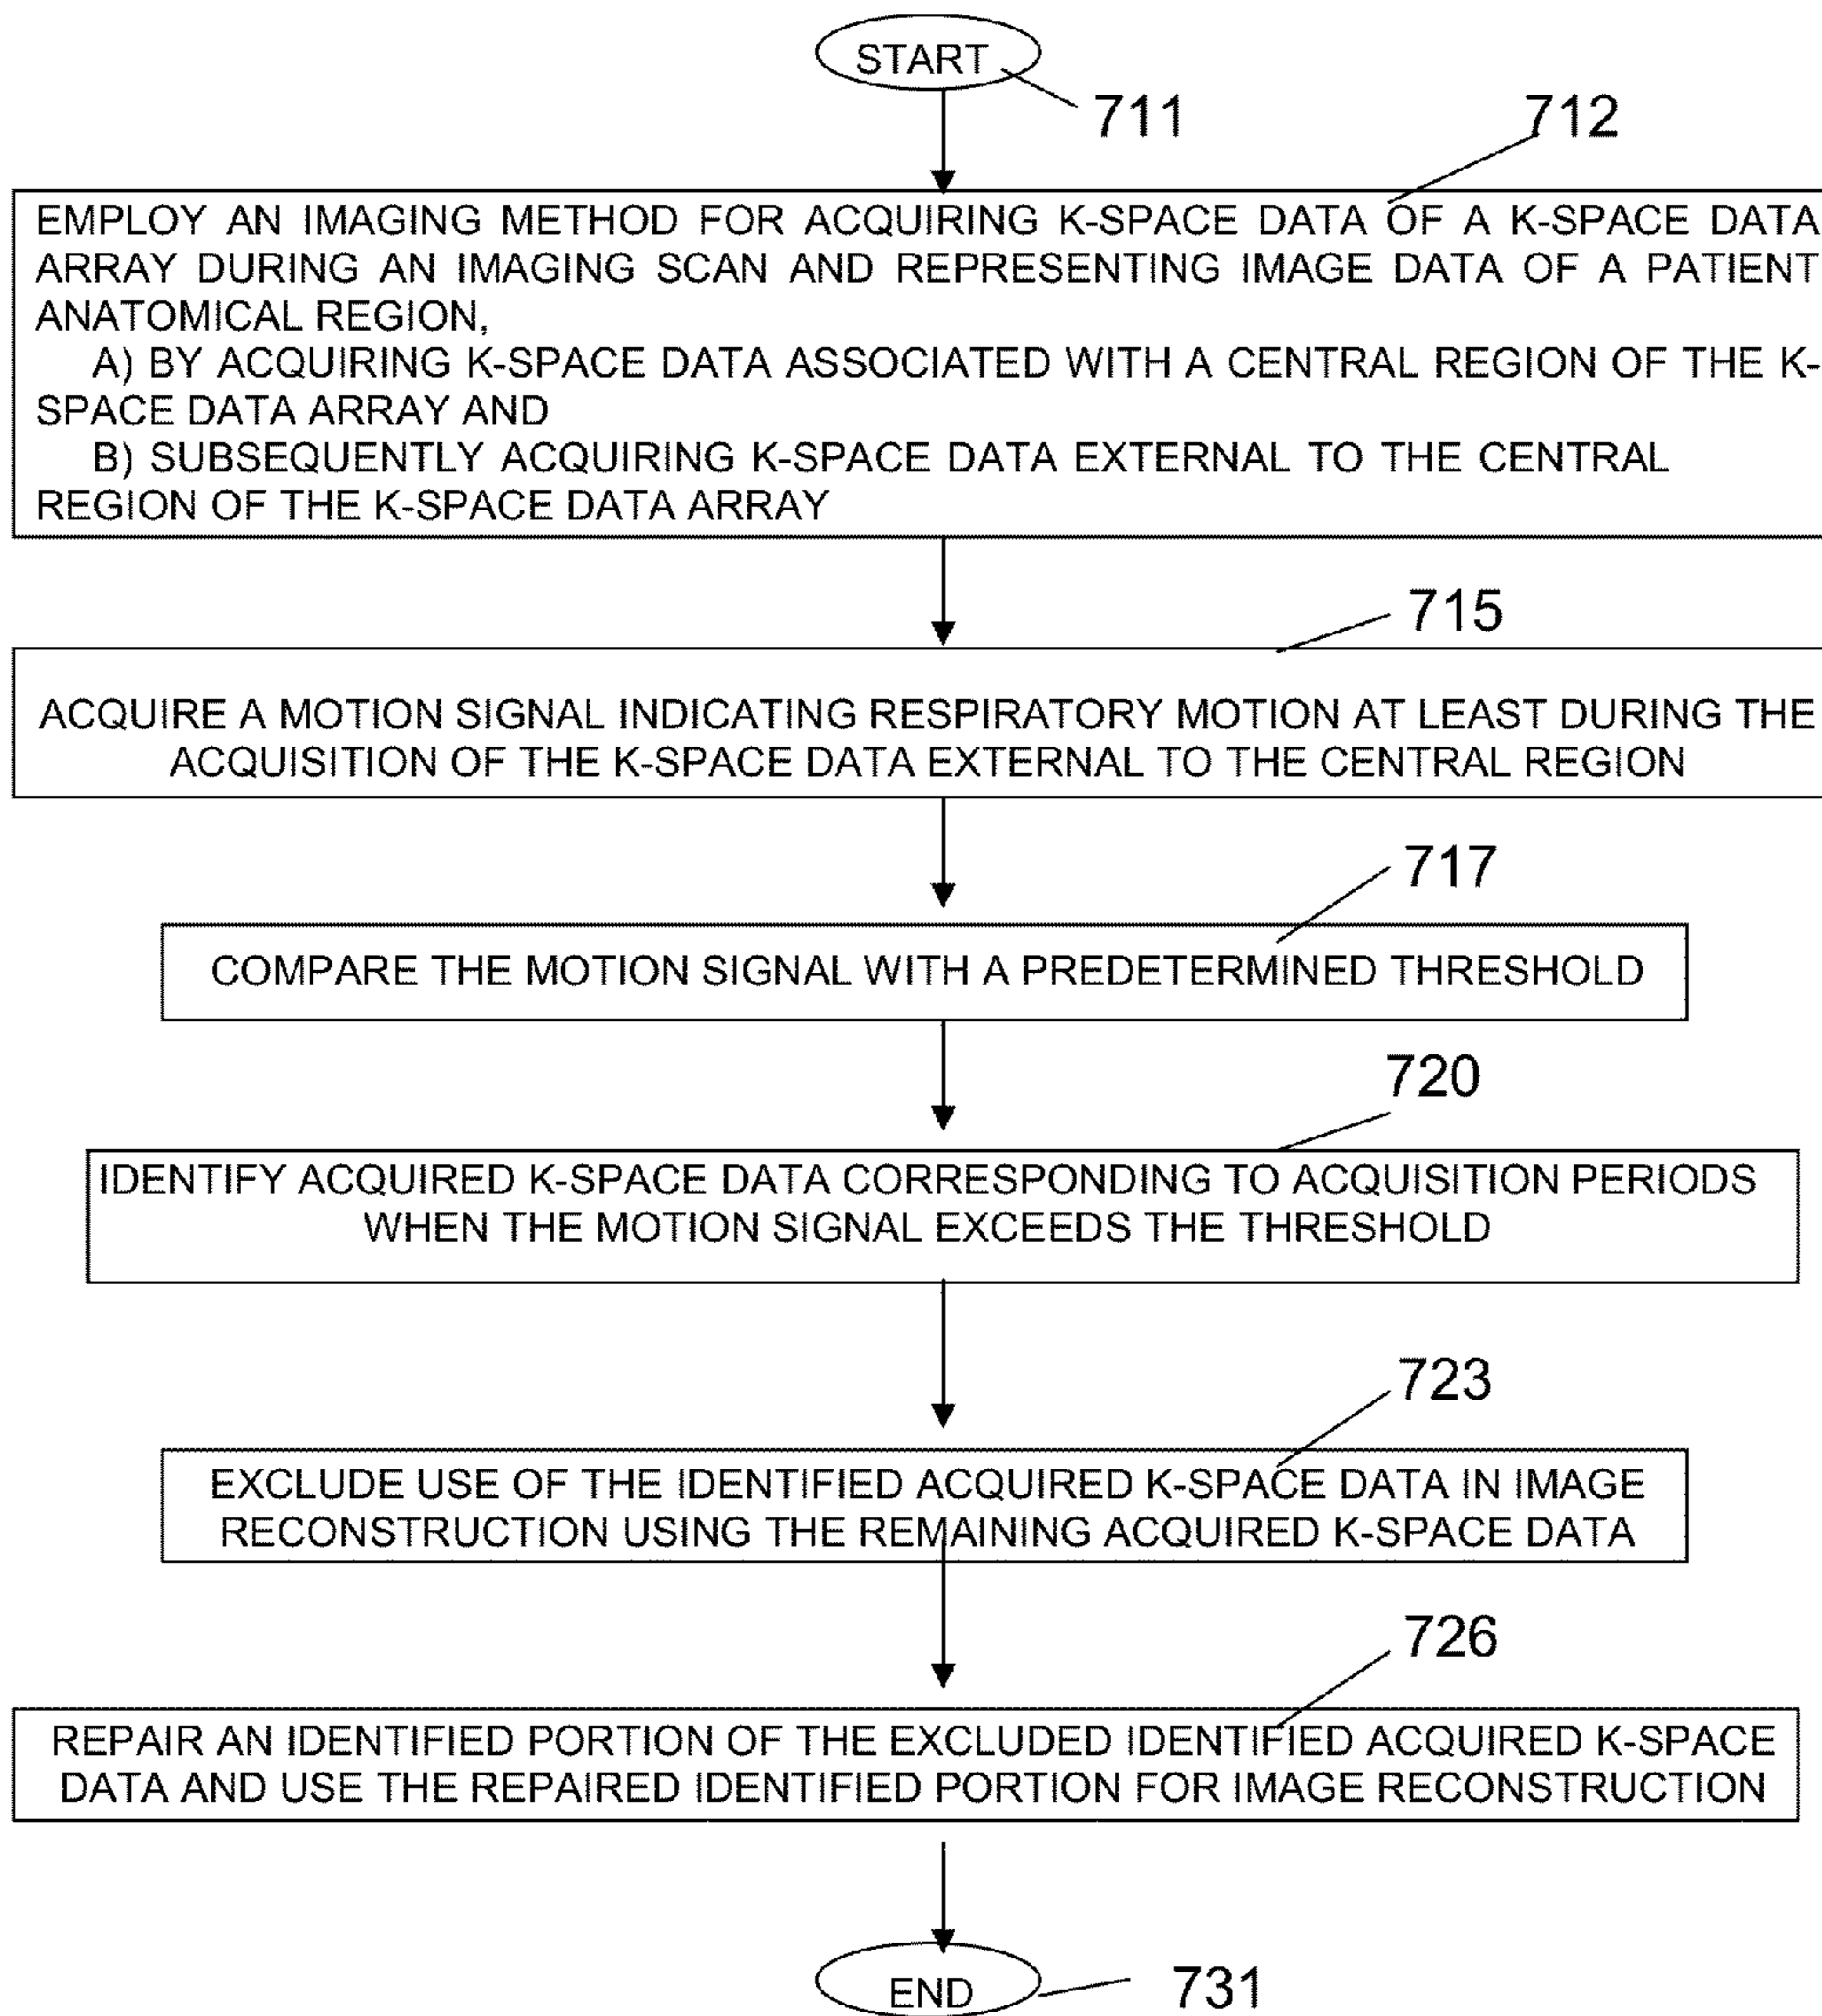 START
711
712
EMPLOY AN IMAGING METHOD FOR ACQUIRING K-SPACE DATA OF A K-SPACE DATA
ARRAY DURING AN IMAGING SCAN AND REPRESENTING IMAGE DATA OF A PATIENT
ANATOMICAL REGION,
A) BY ACQUIRING K-SPACE DATA ASSOCIATED WITH A CENTRAL REGION OF THE K-
SPACE DATA ARRAY AND
B) SUBSEQUENTLY ACQUIRING K-SPACE DATA EXTERNAL TO THE CENTRAL
REGION OF THE K-SPACE DATA ARRAY
715
ACQUIRE A MOTION SIGNAL INDICATING RESPIRATORY MOTION AT LEAST DURING THE
ACQUISITION OF THE K-SPACE DATA EXTERNAL TO THE CENTRAL REGION
717
COMPARE THE MOTION SIGNAL WITH A PREDETERMINED THRESHOLD
720
IDENTIFY ACQUIRED K-SPACE DATA CORRESPONDING TO ACQUISITION PERIODS
WHEN THE MOTION SIGNAL EXCEEDS THE THRESHOLD
723
EXCLUDE USE OF THE IDENTIFIED ACQUIRED K-SPACE DATA IN IMAGE
RECONSTRUCTION USING THE REMAINING ACQUIRED K-SPACE DATA
726
REPAIR AN IDENTIFIED PORTION OF THE EXCLUDED IDENTIFIED ACQUIRED K-SPACE
DATA AND USE THE REPAIRED IDENTIFIED PORTION FOR IMAGE RECONSTRUCTION
END
731